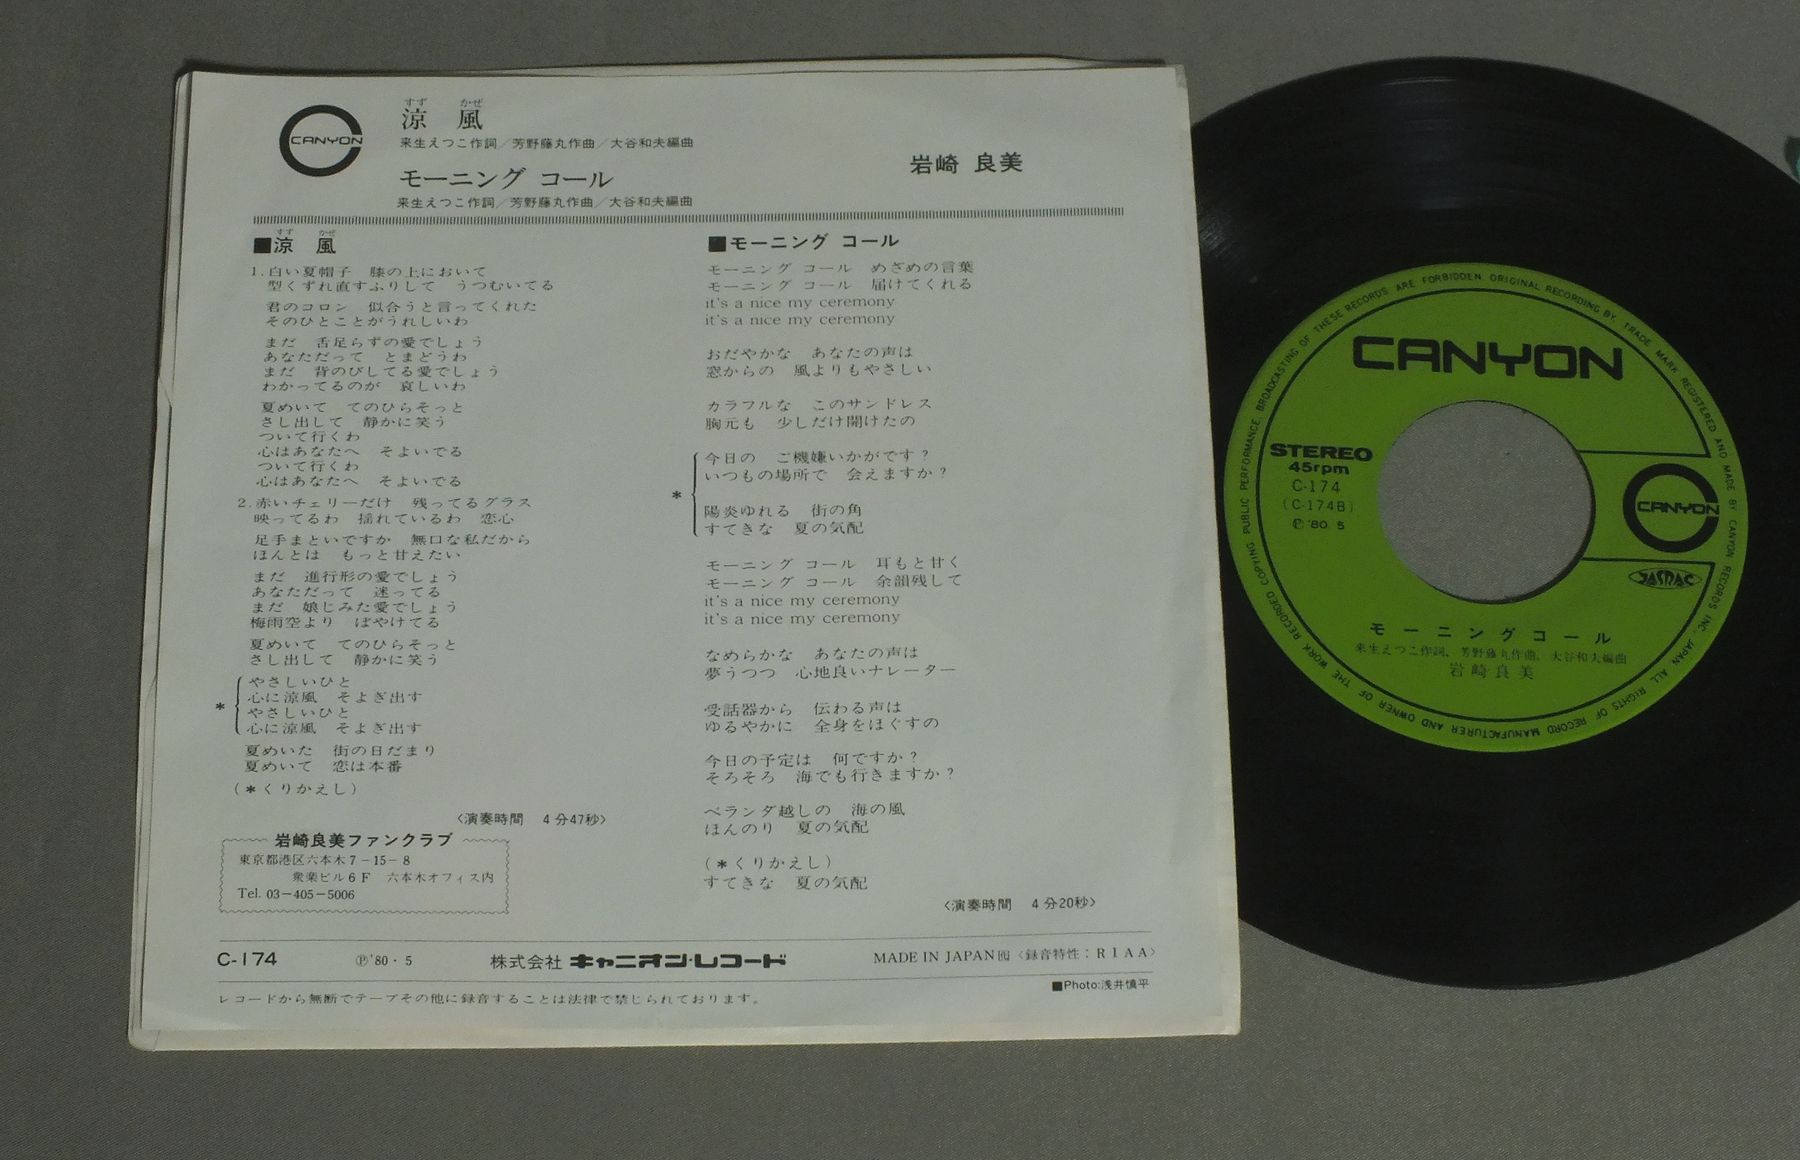 CANYON
すず かぜ
涼 風
来生えつこ作詞／芳野藤丸作曲／大谷和夫編曲
モーニング コール
来生えつこ作詞／芳野藤丸作曲／大谷和夫編曲
岩崎 良美
すず かぜ
■涼 風
1.白い夏帽子 膝の上において
型くずれ直すふりして うつむいてる
君のコロン 似合うと言ってくれた
そのひとことがうれしいわ
まだ 舌足らずの愛でしょう
あなただって とまどうわ
まだ 背のびしてる愛でしょう
わかってるのが 哀しいわ
夏めいて てのひらそっと
さし出して 静かに笑う
ついて行くわ
心はあなたへ そよいでる
ついて行くわ
心はあなたへ そよいでる
2.赤いチェリーだけ 残ってるグラス
映ってるわ 揺れているわ 恋心
足手まといですか 無口な私だから
ほんとは もっと甘えたい
まだ 進行形の愛でしょう
あなただって 迷ってる
まだ 娘じみた愛でしょう
梅雨空より ぼやけてる
夏めいて てのひらそっと
さし出して 静かに笑う
*
やさしいひと
心に涼風 そよぎ出す
やさしいひと
心に涼風 そよぎ出す
夏めいた 街の日だまり
夏めいて 恋は本番
(*くりかえし)
〈演奏時間 4分47秒〉
岩崎良美ファンクラブ
東京都港区六本木7-15-8
衆楽ビル6F 六本木オフィス内
Tel. 03-405-5006
■モーニング コール
モーニング コール めざめの言葉
モーニング コール 届けてくれる
it's a nice my ceremony
it's a nice my ceremony
おだやかな あなたの声は
窓からの 風よりもやさしい
カラフルな このサンドレス
胸元も 少しだけ開けたの
*
今日の ご機嫌いかがです?
いつもの場所で 会えますか?
陽炎ゆれる 街の角
すてきな 夏の気配
モーニング コール 耳もと甘く
モーニング コール 余韻残して
it's a nice my ceremony
it's a nice my ceremony
なめらかな あなたの声は
夢うつつ 心地良いナレーター
受話器から 伝わる声は
ゆるやかに 全身をほぐすの
今日の予定は 何ですか?
そろそろ 海でも行きますか?
ベランダ越しの 海の風
ほんのり 夏の気配
(*くりかえし)
すてきな 夏の気配
〈演奏時間 4分20秒〉
C-174 ℗'80・5 株式会社 キャニオン・レコード MADE IN JAPAN 〈録音特性：RIAA〉
レコードから無断でテープその他に録音することは法律で禁じられております。
■Photo:浅井慎平
CANYON
STEREO
45rpm
C-174
(C-174B)
℗'80 5
CANYON
JASRAC
モーニングコール
来生えつこ作詞、芳野藤丸作曲、大谷和夫編曲
岩崎良美
ALL RIGHTS OF RECORD MANUFACTURER AND OWNER OF THE WORK RECORDED COPYING PUBLIC PERFORMANCE BROADCASTING OF THESE RECORDS ARE FORBIDDEN ORIGINAL RECORDING BY TRADE MARK REGISTERED AND MADE BY CANYON RECORDS INC. JAPAN